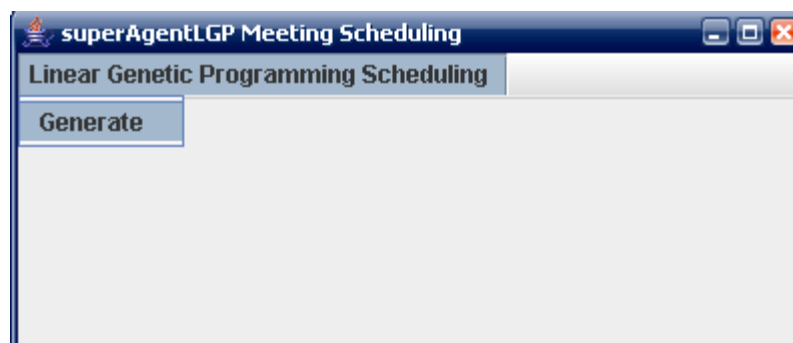 superAgentLGP Meeting Scheduling
Linear Genetic Programming Scheduling
Generate